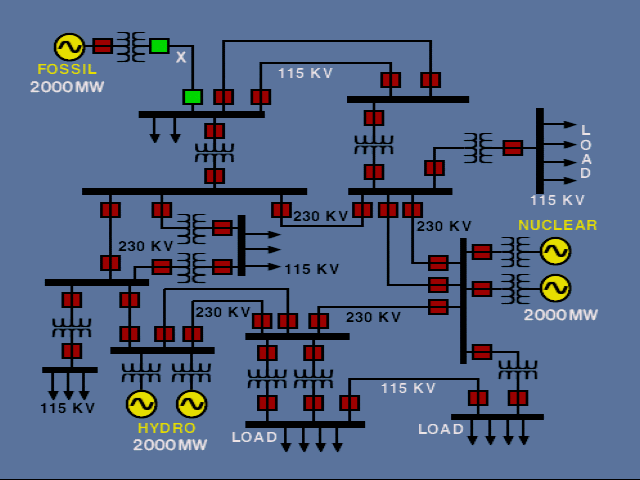 X
FOSSIL
2000MW
115 KV
L
O
A
D
115 KV
230 KV
230 KV
NUCLEAR
230 KV
115 KV
230 KV
230 KV
2000MW
115 KV
115 KV
HYDRO
2000MW
LOAD
LOAD